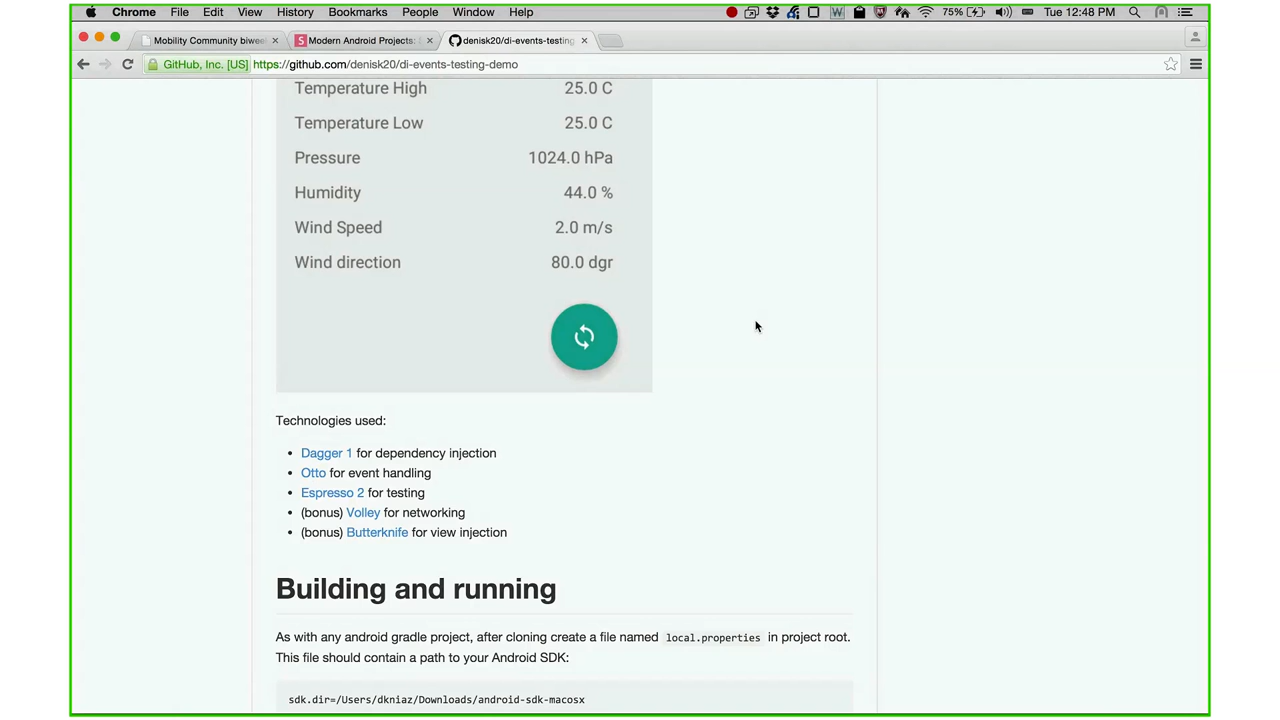 Chrome File Edit View History Bookmarks People Window Help 75% Tue 12:48 PM
Mobility Community biwee
Modern Android Projects:
denisk20/di-events-testing
GitHub, Inc. [US] https://github.com/denisk20/di-events-testing-demo
Temperature High 25.0 C
Temperature Low 25.0 C
Pressure 1024.0 hPa
Humidity 44.0 %
Wind Speed 2.0 m/s
Wind direction 80.0 dgr
Technologies used:
• Dagger 1 for dependency injection
• Otto for event handling
• Espresso 2 for testing
• (bonus) Volley for networking
• (bonus) Butterknife for view injection
Building and running
As with any android gradle project, after cloning create a file named local.properties in project root.
This file should contain a path to your Android SDK:
sdk.dir=/Users/dkniaz/Downloads/android-sdk-macosx